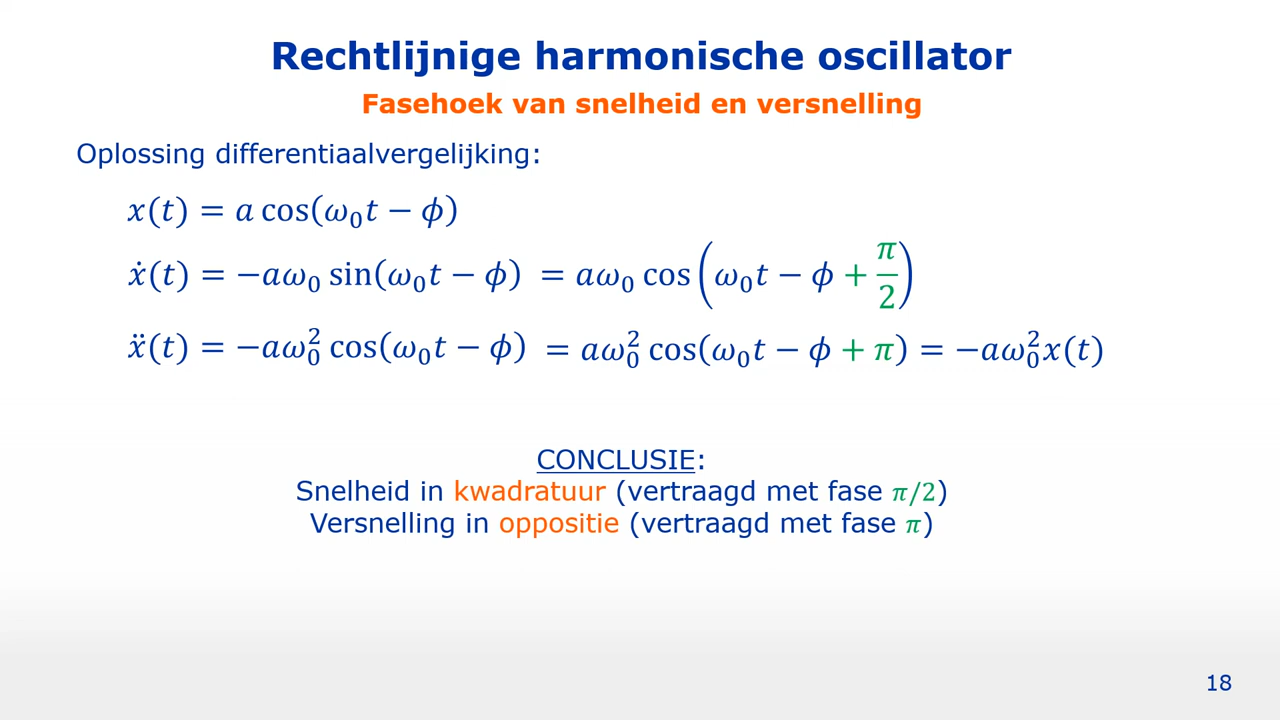 Rechtlijnige harmonische oscillator
Fasehoek van snelheid en versnelling
Oplossing differentiaalvergelijking:
x(t) = a cos(ω₀t − ϕ)
ẋ(t) = −aω₀ sin(ω₀t − ϕ) = aω₀ cos(ω₀t − ϕ + π/2)
ẍ(t) = −aω₀² cos(ω₀t − ϕ) = aω₀² cos(ω₀t − ϕ + π) = −aω₀²x(t)
CONCLUSIE:
Snelheid in kwadratuur (vertraagd met fase π/2)
Versnelling in oppositie (vertraagd met fase π)
18